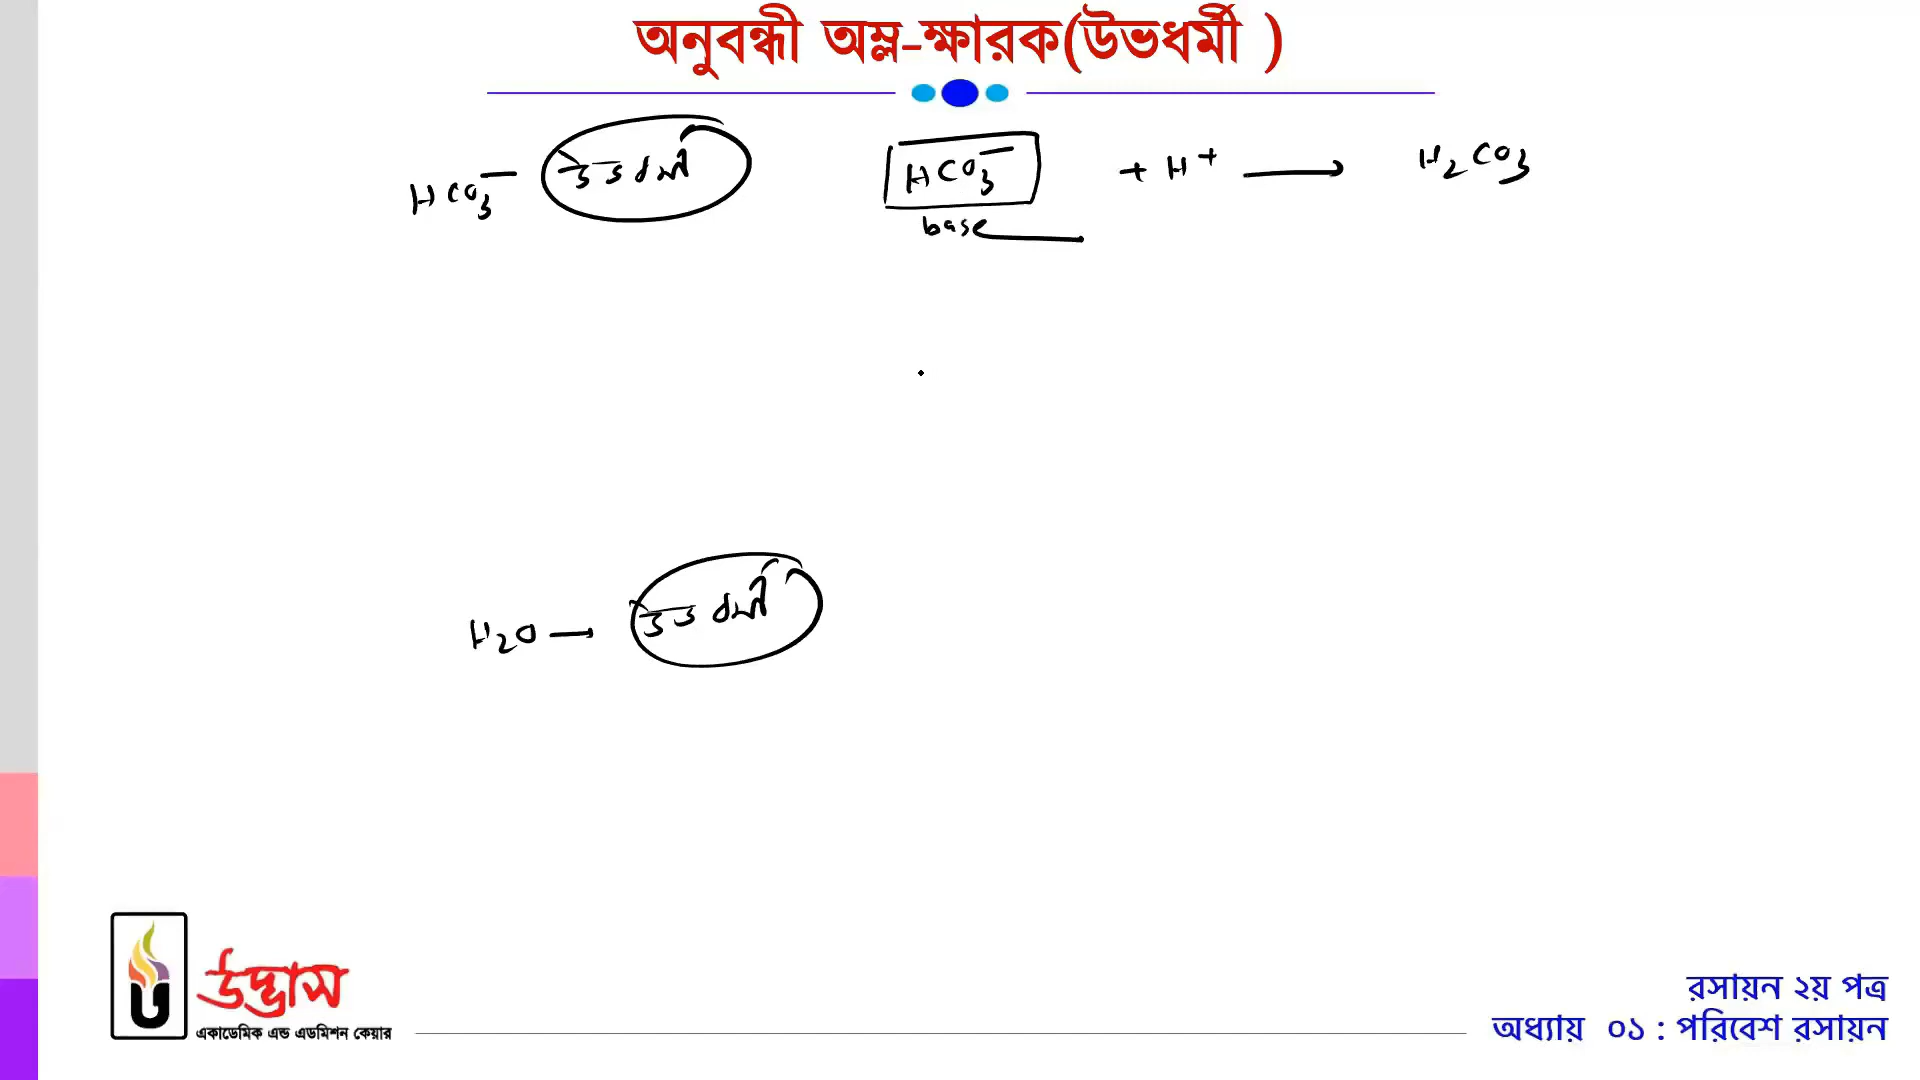 অনুবন্ধী অম্ল-ক্ষারক(উভধর্মী )
HCO₃⁻ উভধর্মী HCO₃⁻ + H⁺ ⟶ H₂CO₃
base
H₂O → উভধর্মী
উদ্ভাস
একাডেমিক এন্ড এডমিশন কেয়ার
রসায়ন ২য় পত্র
অধ্যায় ০১ : পরিবেশ রসায়ন